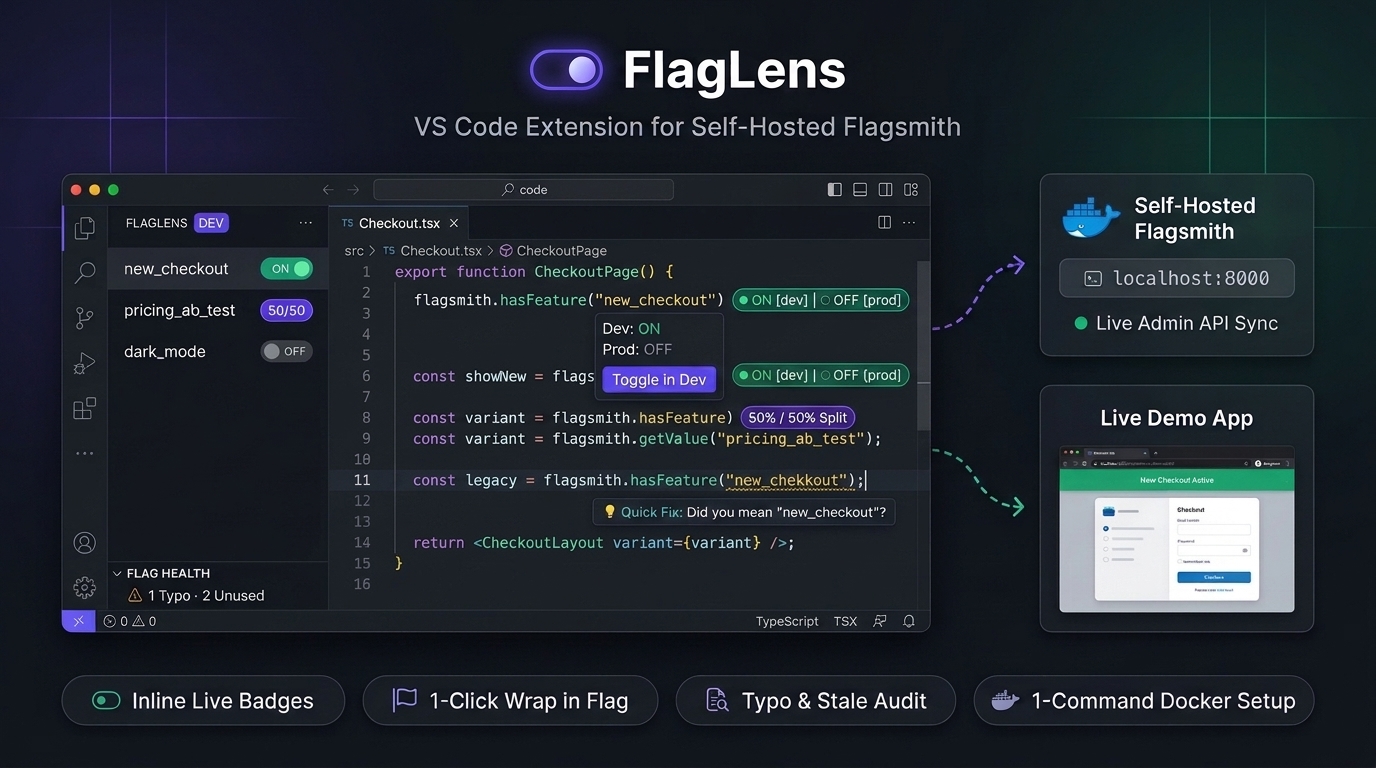 FlagLens
VS Code Extension for Self-Hosted Flagsmith
code
FLAGLENS DEV
new_checkout ON
pricing_ab_test 50/50
dark_mode OFF
FLAG HEALTH
1 Typo · 2 Unused
TS Checkout.tsx
src > TS Checkout.tsx > CheckoutPage
1 export function CheckoutPage() {
2 flagsmith.hasFeature("new_checkout") ON [dev] | OFF [prod]
3
Dev: ON
4
Prod: OFF
5
Toggle in Dev
6 const showNew = flags ON [dev] | OFF [prod]
7
8 const variant = flagsmith.hasFeature) 50% / 50% Split
9 const variant = flagsmith.getValue("pricing_ab_test");
10
11 const legacy = flagsmith.hasFeature("new_chekkout");
12
Quick Fix: Did you mean "new_checkout"?
13
14 return <CheckoutLayout variant={variant} />;
15 }
16
0 0
TypeScript TSX
Self-Hosted
Flagsmith
localhost:8000
Live Admin API Sync
Live Demo App
New Checkout Active
Inline Live Badges
1-Click Wrap in Flag
Typo & Stale Audit
1-Command Docker Setup